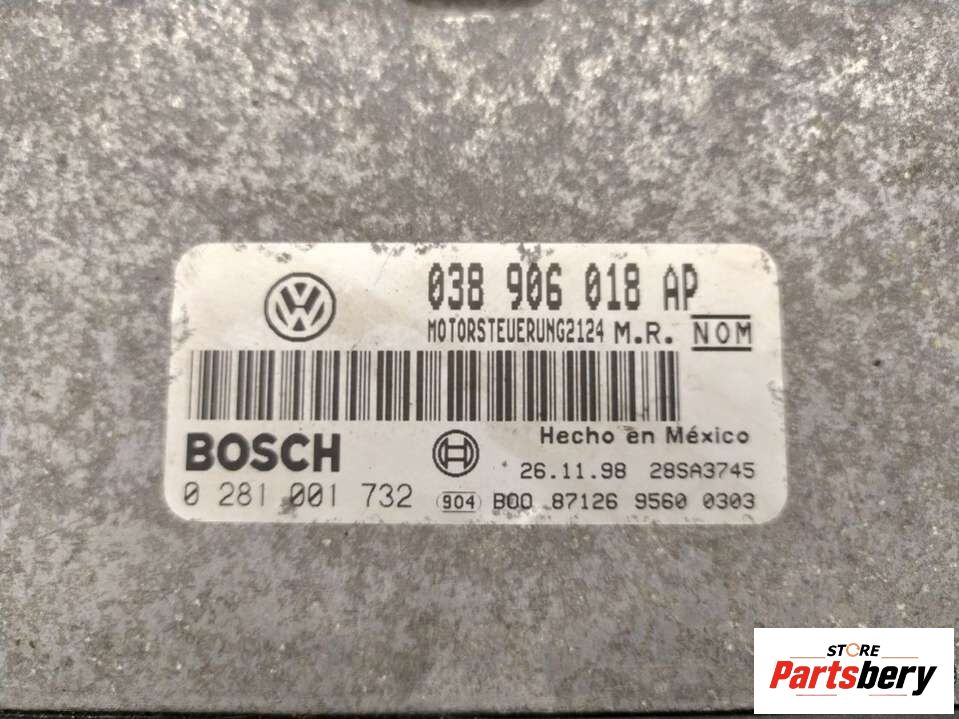 VW
038 906 018 AP
MOTORSTEUERUNG2124 M.R. NOM
BOSCH
Hecho en México
26.11.98 28SA3745
0 281 001 732
904 B00 87126 9560 0303
STORE
Partsbery